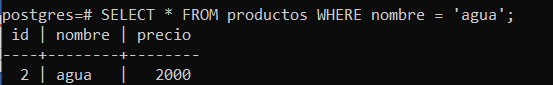 postgres=# SELECT * FROM productos WHERE nombre = 'agua';
 id | nombre | precio
----+--------+--------
  2 | agua   |   2000